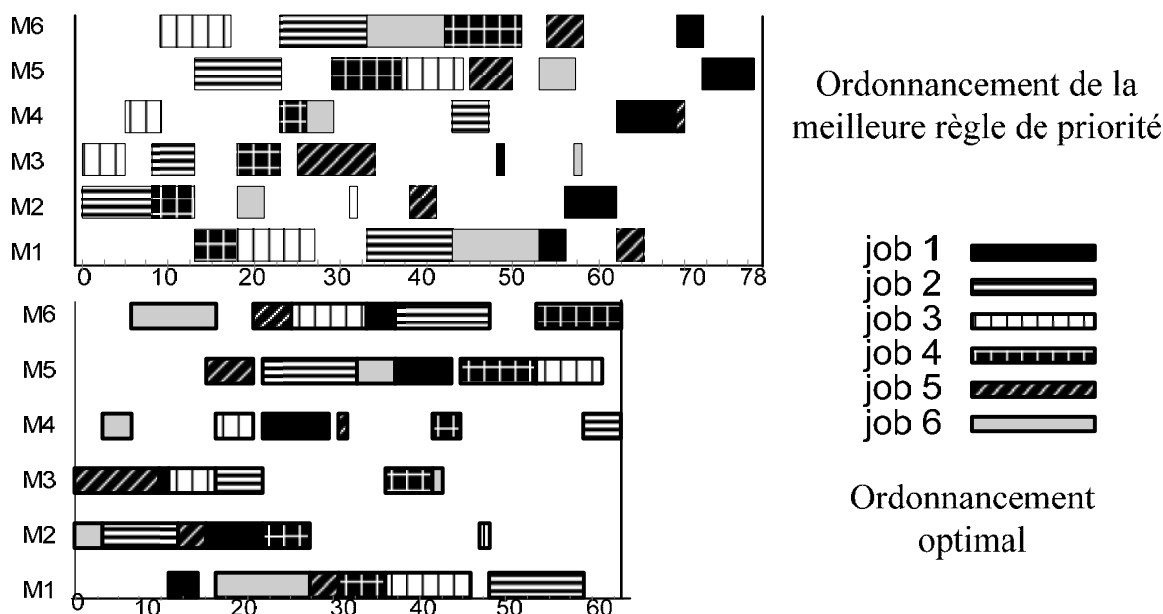 M6
M5
M4
M3
M2
M1
0 10 20 30 40 50 60 70 78
Ordonnancement de la
meilleure règle de priorité
M6
M5
M4
M3
M2
M1
0 10 20 30 40 50 60
job 1
job 2
job 3
job 4
job 5
job 6
Ordonnancement
optimal